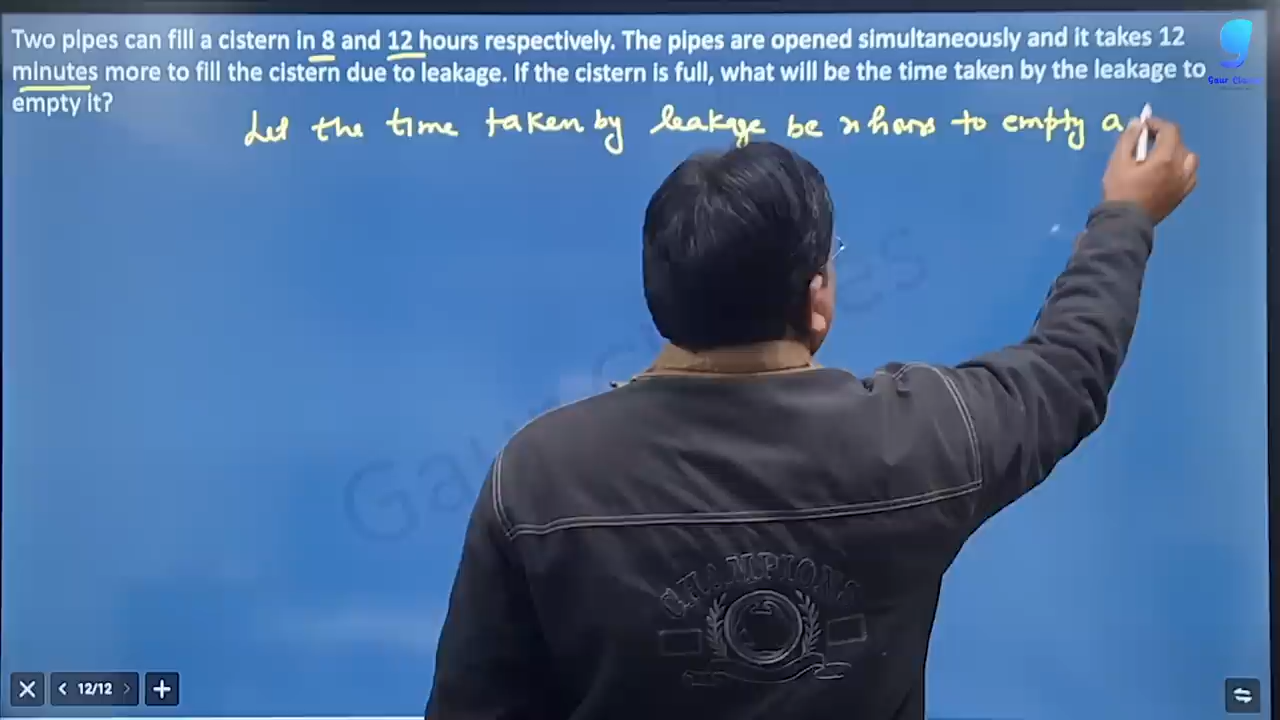 Two pipes can fill a cistern in 8 and 12 hours respectively. The pipes are opened simultaneously and it takes 12
minutes more to fill the cistern due to leakage. If the cistern is full, what will be the time taken by the leakage to
empty it?
Let the time taken by leakage be x hours to empty a
CHAMPIONS
12/12